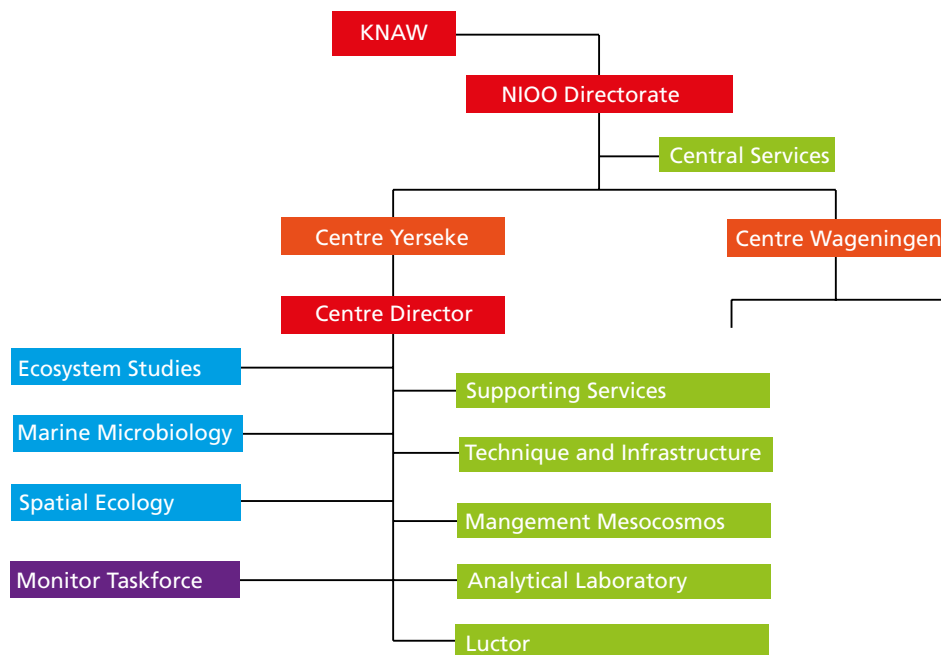 KNAW
NIOO Directorate
Central Services
Centre Yerseke
Centre Wageningen
Centre Director
Ecosystem Studies
Supporting Services
Marine Microbiology
Technique and Infrastructure
Spatial Ecology
Mangement Mesocosmos
Monitor Taskforce
Analytical Laboratory
Luctor